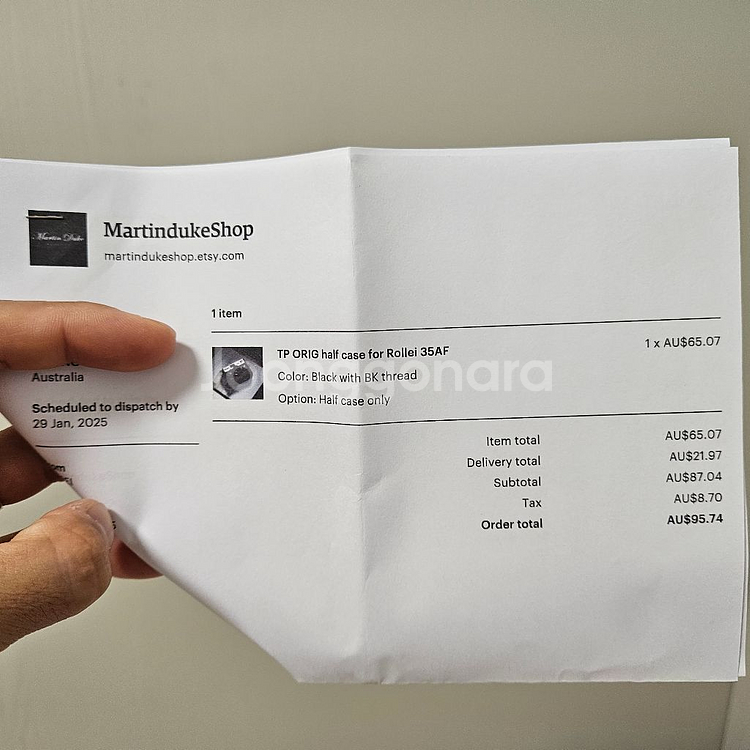 Martin Duke
MartindukeShop
martindukeshop.etsy.com
1 item
TP ORIG half case for Rollei 35AF
1 x AU$65.07
Color: Black with BK thread
Option: Half case only
Australia
Scheduled to dispatch by
29 Jan, 2025
Item total AU$65.07
Delivery total AU$21.97
Subtotal AU$87.04
Tax AU$8.70
Order total AU$95.74